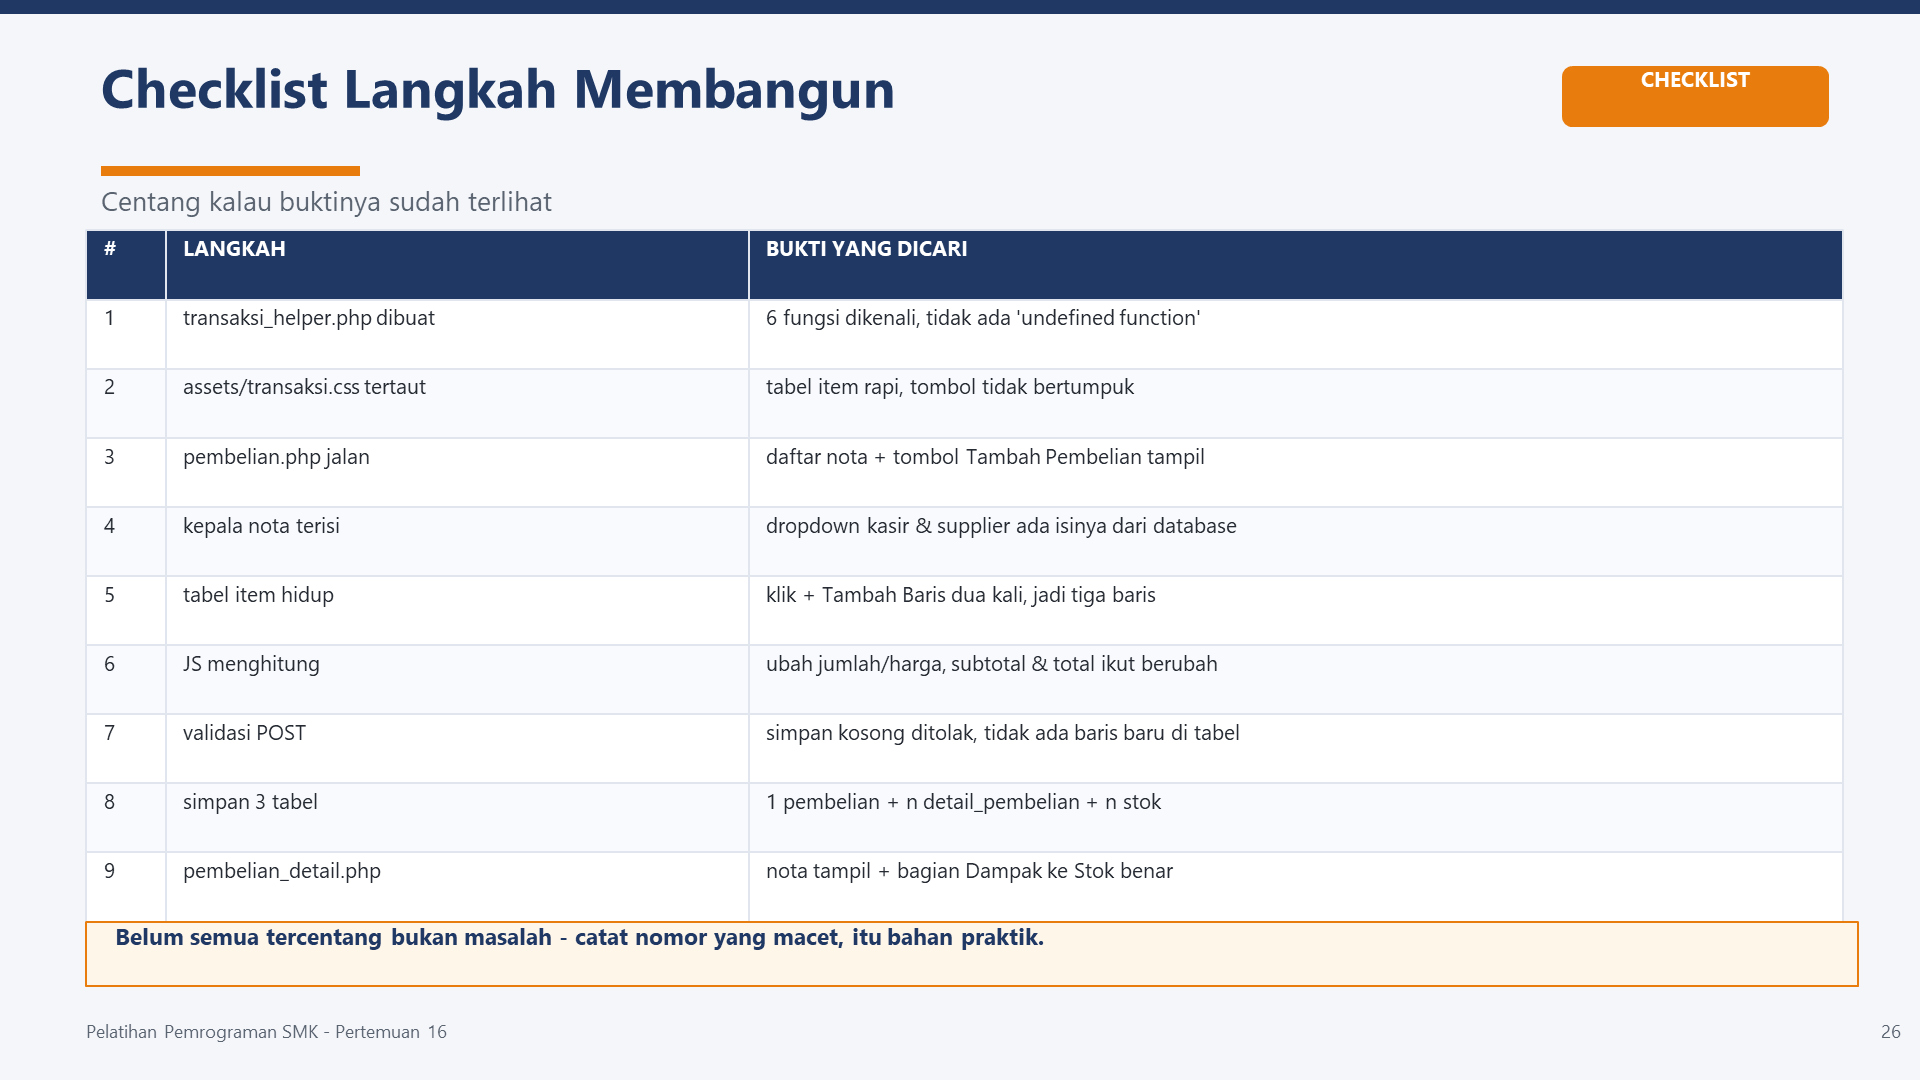 Checklist Langkah Membangun
CHECKLIST
Centang kalau buktinya sudah terlihat
# LANGKAH BUKTI YANG DICARI
1 transaksi_helper.php dibuat 6 fungsi dikenali, tidak ada 'undefined function'
2 assets/transaksi.css tertaut tabel item rapi, tombol tidak bertumpuk
3 pembelian.php jalan daftar nota + tombol Tambah Pembelian tampil
4 kepala nota terisi dropdown kasir & supplier ada isinya dari database
5 tabel item hidup klik + Tambah Baris dua kali, jadi tiga baris
6 JS menghitung ubah jumlah/harga, subtotal & total ikut berubah
7 validasi POST simpan kosong ditolak, tidak ada baris baru di tabel
8 simpan 3 tabel 1 pembelian + n detail_pembelian + n stok
9 pembelian_detail.php nota tampil + bagian Dampak ke Stok benar
Belum semua tercentang bukan masalah - catat nomor yang macet, itu bahan praktik.
Pelatihan Pemrograman SMK - Pertemuan 16
26